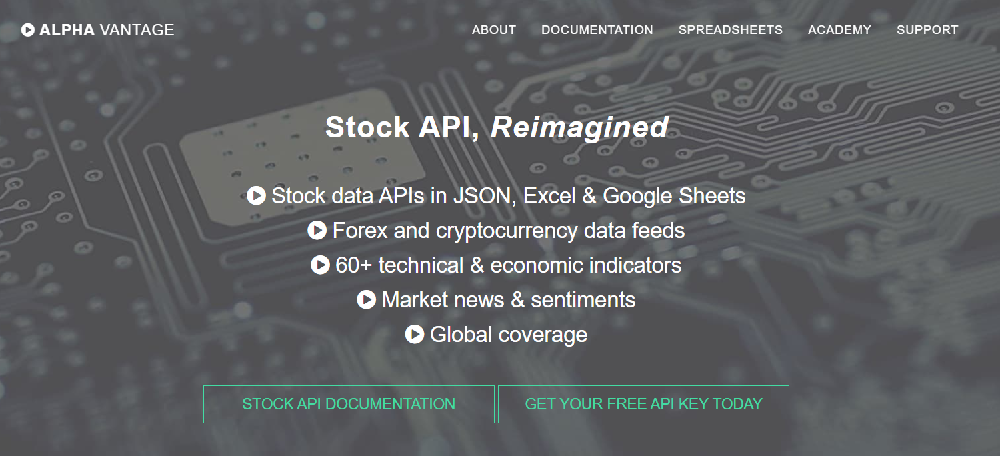 ALPHA VANTAGE
ABOUT DOCUMENTATION SPREADSHEETS ACADEMY SUPPORT
Stock API, Reimagined
Stock data APIs in JSON, Excel & Google Sheets
Forex and cryptocurrency data feeds
60+ technical & economic indicators
Market news & sentiments
Global coverage
STOCK API DOCUMENTATION
GET YOUR FREE API KEY TODAY